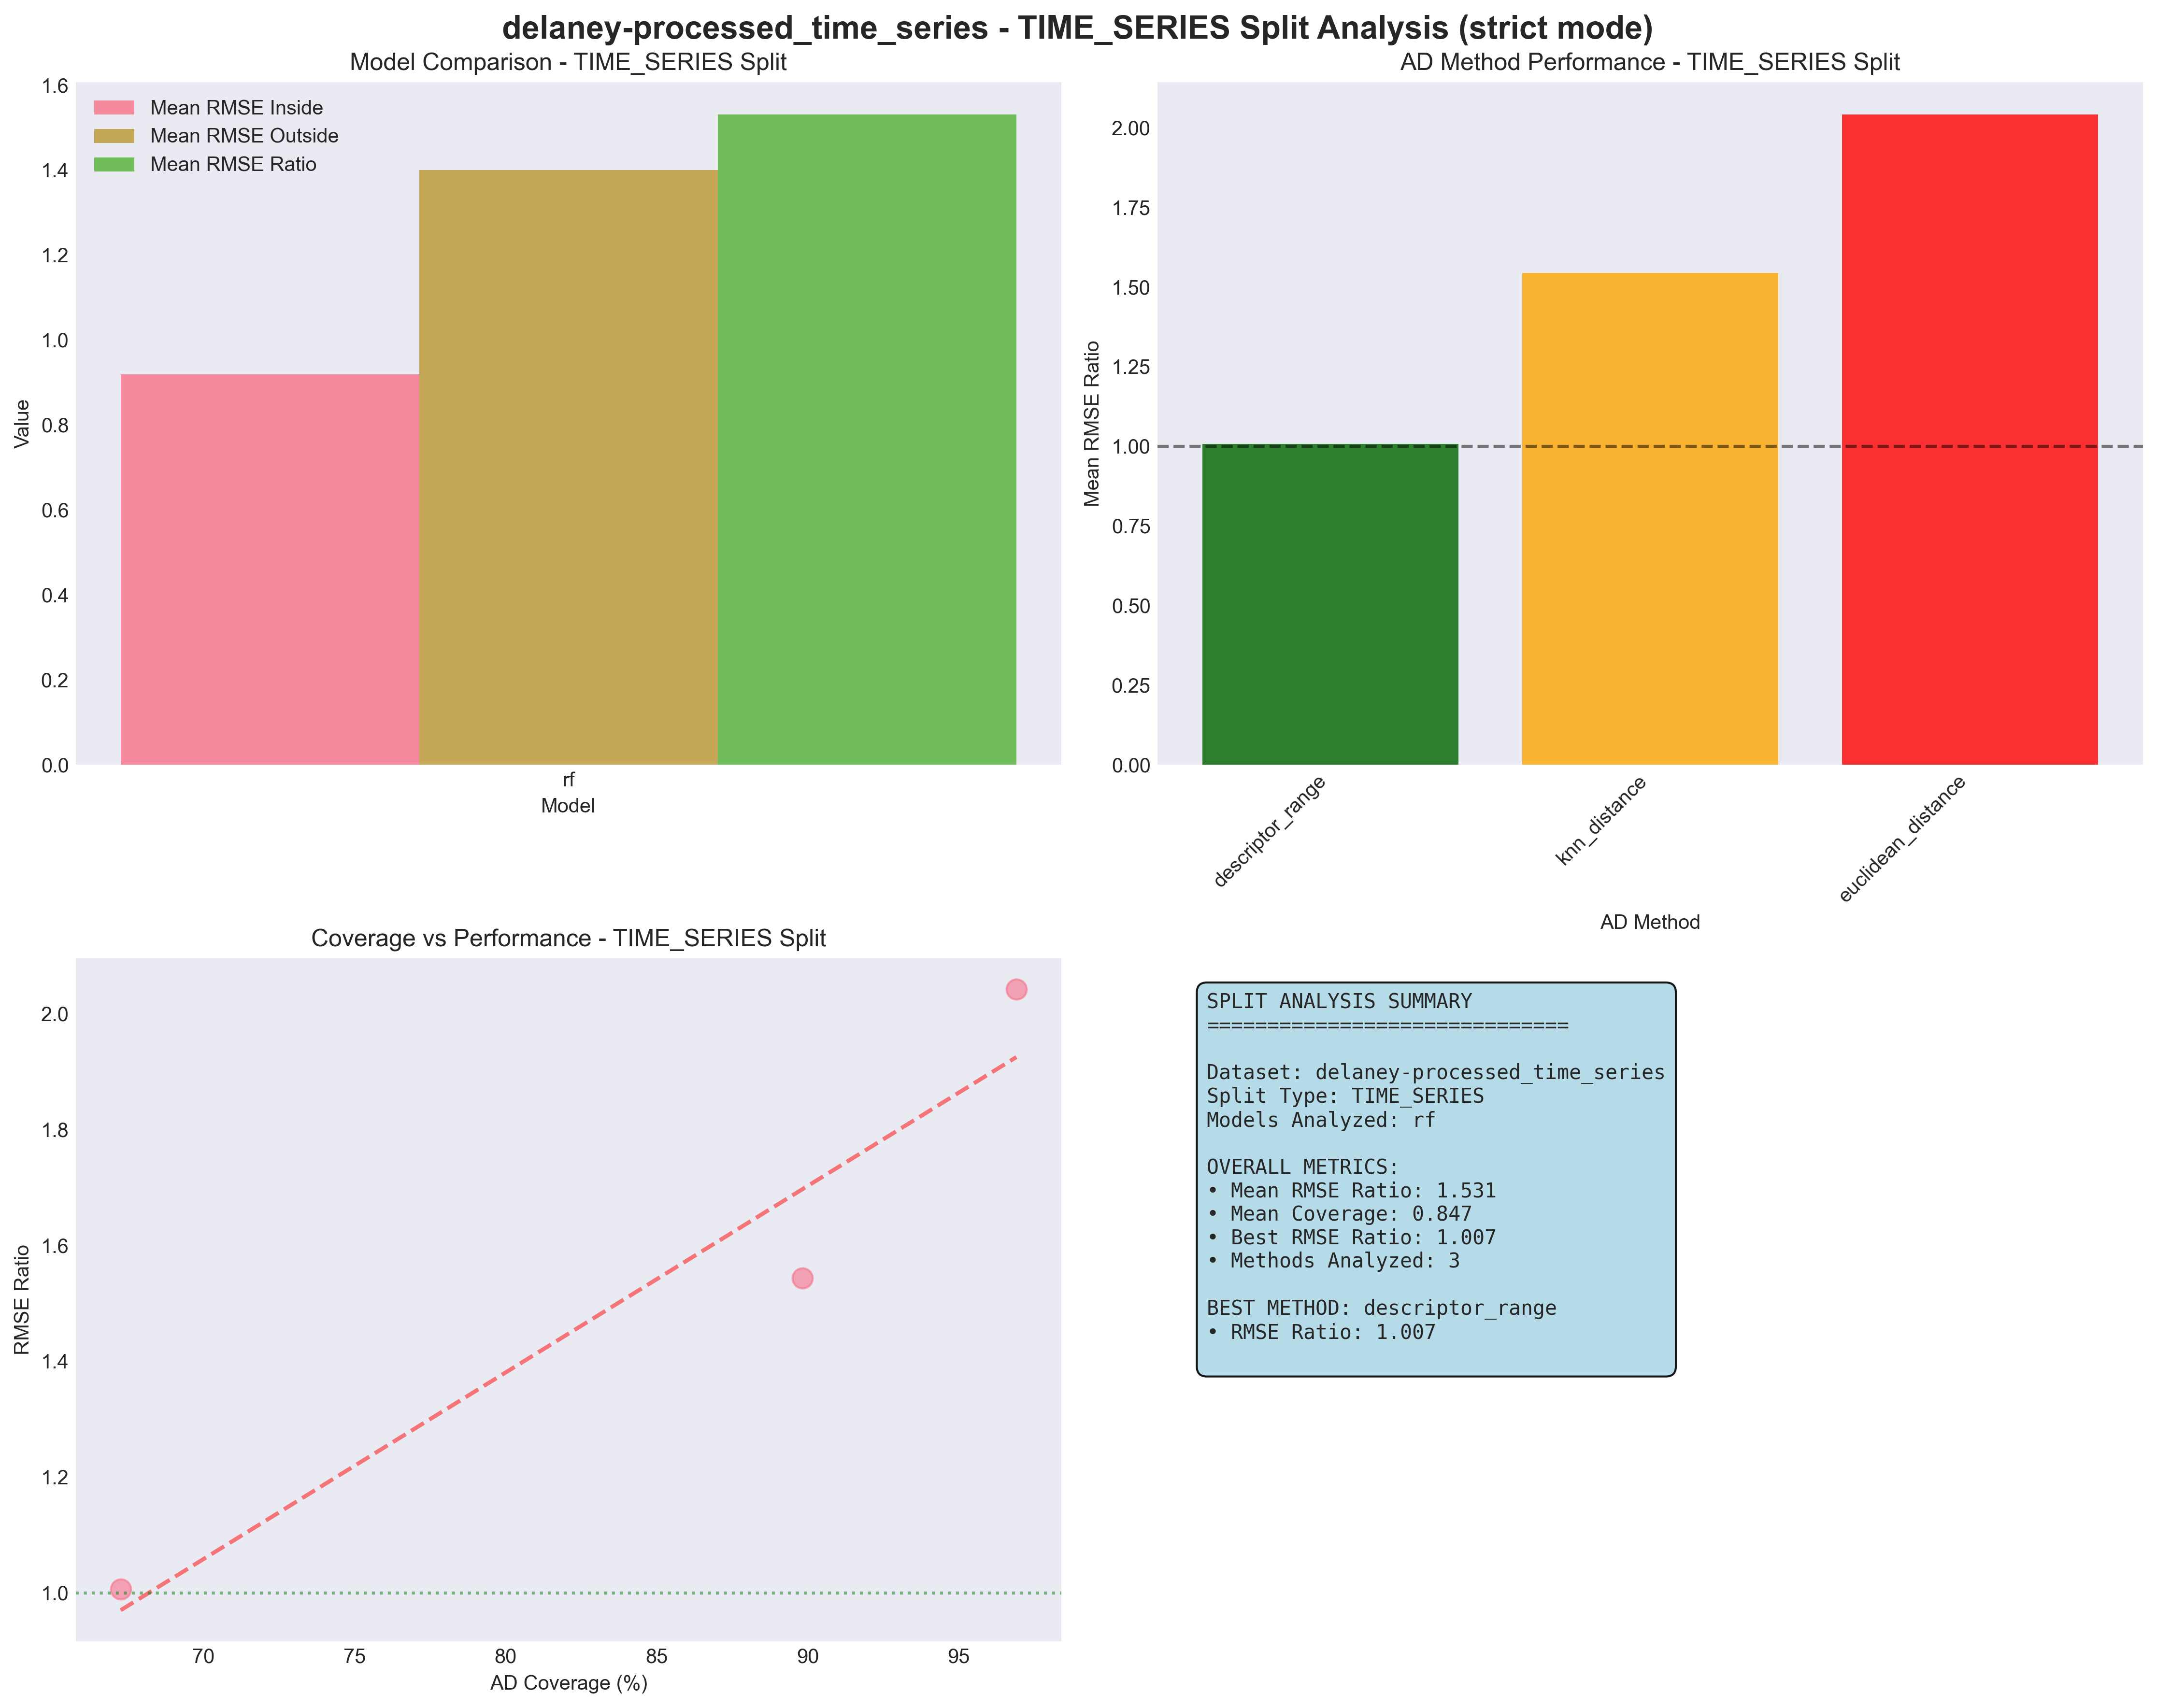 delaney-processed_time_series - TIME_SERIES Split Analysis (strict mode)
Model Comparison - TIME_SERIES Split
Mean RMSE Inside
Mean RMSE Outside
Mean RMSE Ratio
1.6
1.4
1.2
1.0
0.8
0.6
0.4
0.2
0.0
Value
rf
Model
AD Method Performance - TIME_SERIES Split
2.00
1.75
1.50
1.25
1.00
0.75
0.50
0.25
0.00
Mean RMSE Ratio
descriptor_range
knn_distance
euclidean_distance
AD Method
Coverage vs Performance - TIME_SERIES Split
2.0
1.8
1.6
1.4
1.2
1.0
RMSE Ratio
70
75
80
85
90
95
AD Coverage (%)
SPLIT ANALYSIS SUMMARY
==============================
Dataset: delaney-processed_time_series
Split Type: TIME_SERIES
Models Analyzed: rf
OVERALL METRICS:
• Mean RMSE Ratio: 1.531
• Mean Coverage: 0.847
• Best RMSE Ratio: 1.007
• Methods Analyzed: 3
BEST METHOD: descriptor_range
• RMSE Ratio: 1.007